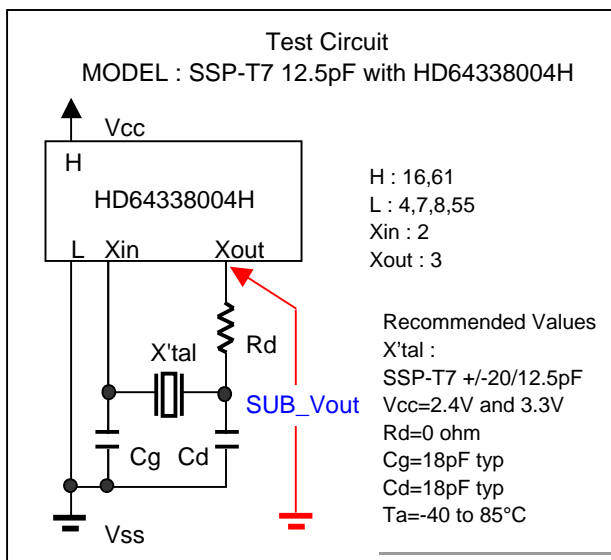 Test Circuit
MODEL : SSP-T7 12.5pF with HD64338004H
Vcc
H
HD64338004H
L Xin Xout
H : 16,61
L : 4,7,8,55
Xin : 2
Xout : 3
X'tal
Rd
SUB_Vout
Cg Cd
Vss
Recommended Values
X'tal :
SSP-T7 +/-20/12.5pF
Vcc=2.4V and 3.3V
Rd=0 ohm
Cg=18pF typ
Cd=18pF typ
Ta=-40 to 85°C